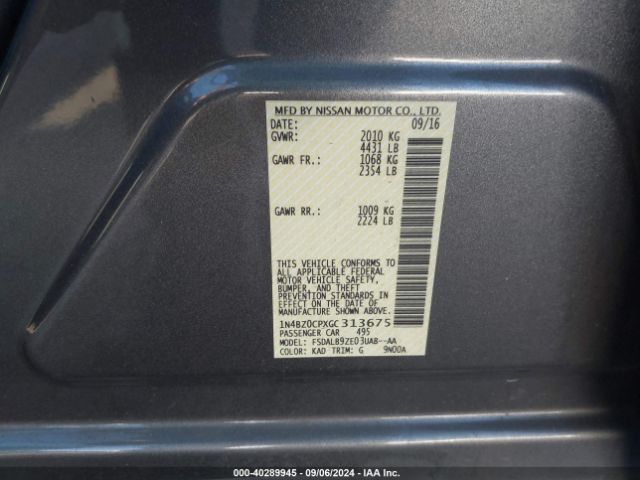 MFD BY NISSAN MOTOR CO., LTD.
DATE: 09/16
GVWR: 2010 KG
4431 LB
GAWR FR.: 1068 KG
2354 LB
GAWR RR.: 1009 KG
2224 LB
THIS VEHICLE CONFORMS TO
ALL APPLICABLE FEDERAL
MOTOR VEHICLE SAFETY,
BUMPER, AND THEFT
PREVENTION STANDARDS IN
EFFECT ON THE DATE OF
MANUFACTURE SHOWN ABOVE.
1N4BZ0CPXGC313675
PASSENGER CAR 495
MODEL: FSDALB9ZE03UAB--AA
COLOR: KAD TRIM: G 9N00A
000-40289945 - 09/06/2024 - IAA Inc.